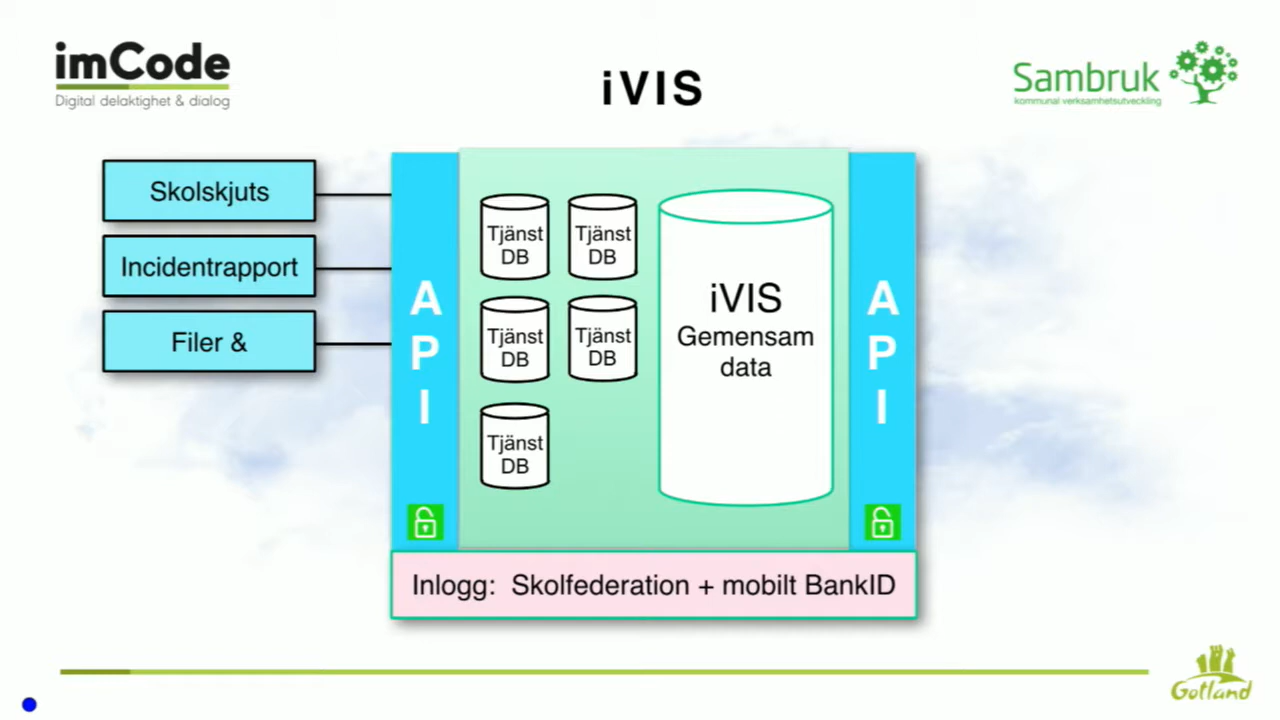 imCode
Digital delaktighet & dialog
iVIS
Sambruk
kommunal verksamhetsutveckling
Skolskjuts
Incidentrapport
Filer &
A
P
I
Tjänst
DB
Tjänst
DB
Tjänst
DB
Tjänst
DB
Tjänst
DB
iVIS
Gemensam
data
A
P
I
Inlogg: Skolfederation + mobilt BankID
Gotland